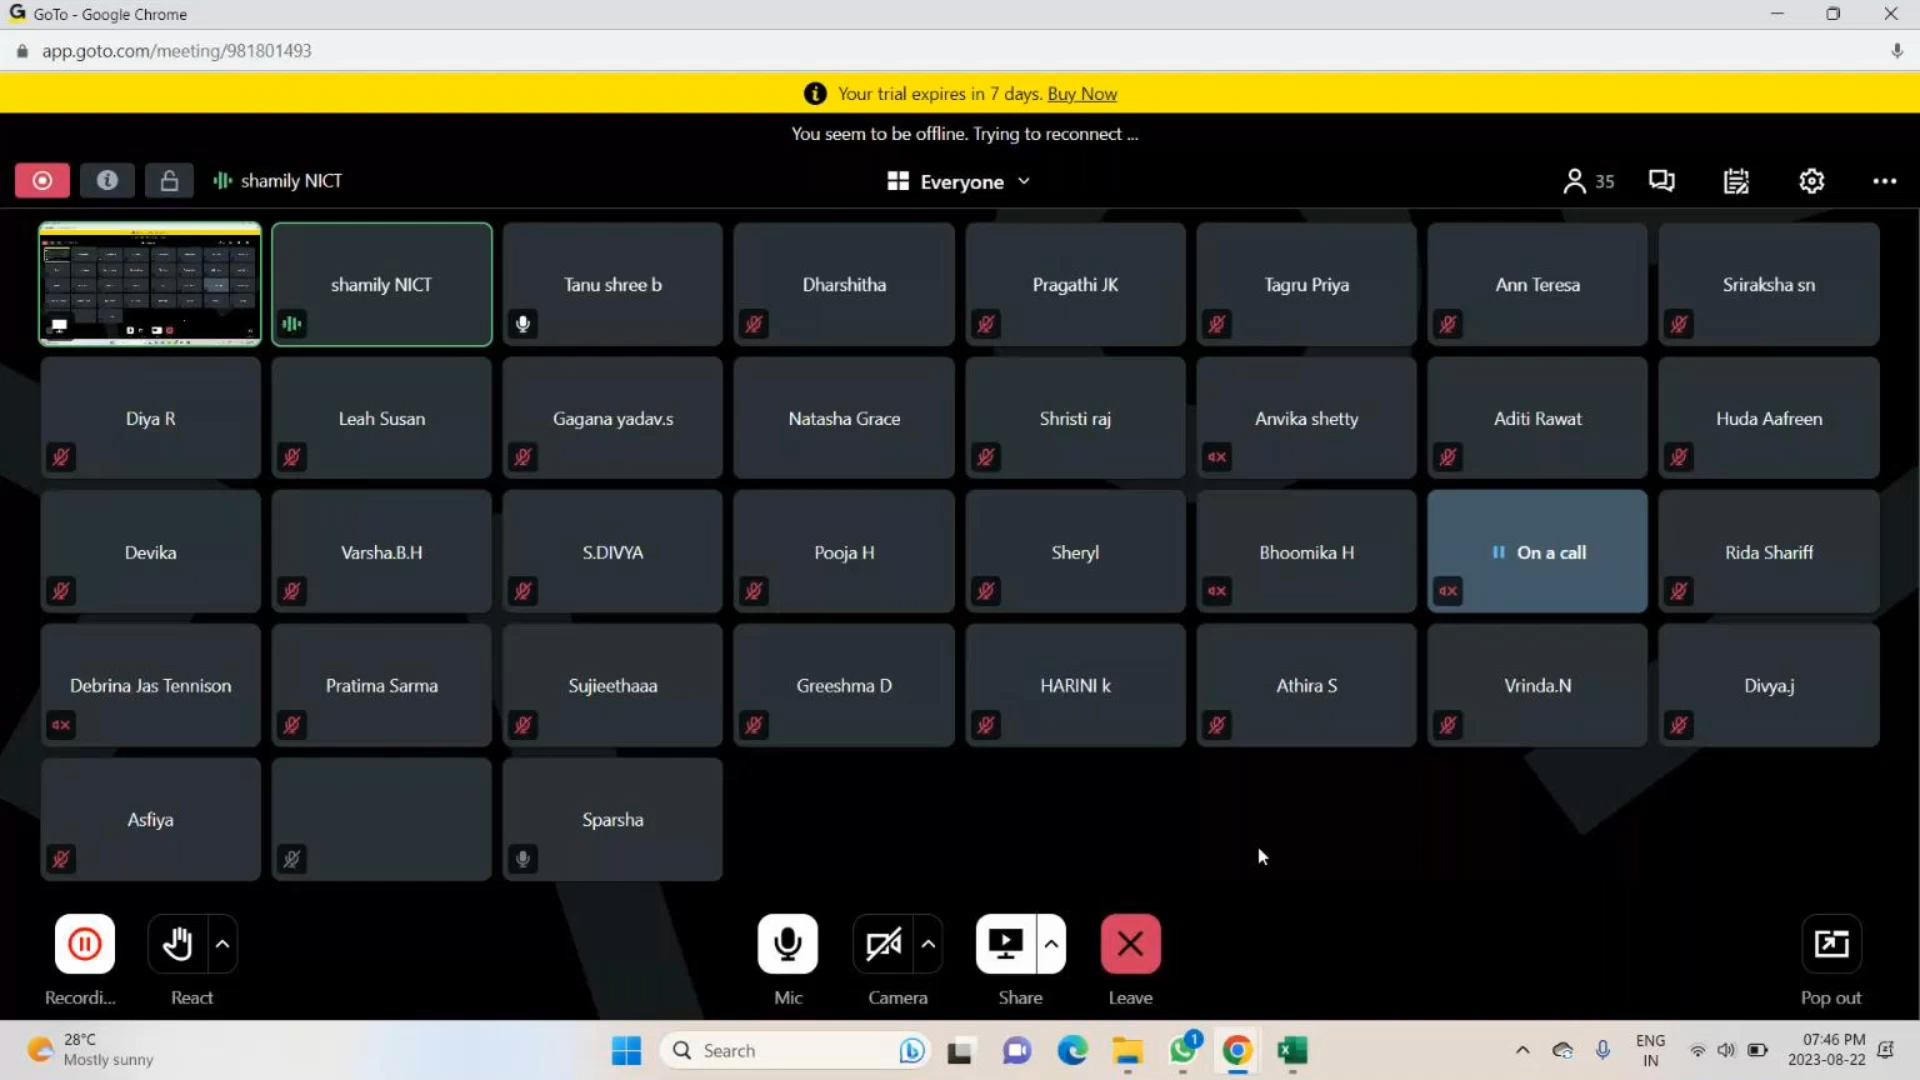 GoTo - Google Chrome
app.goto.com/meeting/981801493
Your trial expires in 7 days. Buy Now
You seem to be offline. Trying to reconnect ...
shamily NICT
Everyone
35
shamily NICT
Tanu shree b
Dharshitha
Pragathi JK
Tagru Priya
Ann Teresa
Sriraksha sn
Diya R
Leah Susan
Gagana yadav.s
Natasha Grace
Shristi raj
Anvika shetty
Aditi Rawat
Huda Aafreen
Devika
Varsha.B.H
S.DIVYA
Pooja H
Sheryl
Bhoomika H
On a call
Rida Shariff
Debrina Jas Tennison
Pratima Sarma
Sujieethaaa
Greeshma D
HARINI k
Athira S
Vrinda.N
Divya.j
Asfiya
Sparsha
Recordi...
React
Mic
Camera
Share
Leave
Pop out
28°C
Mostly sunny
Search
1
ENG
IN
07:46 PM
2023-08-22